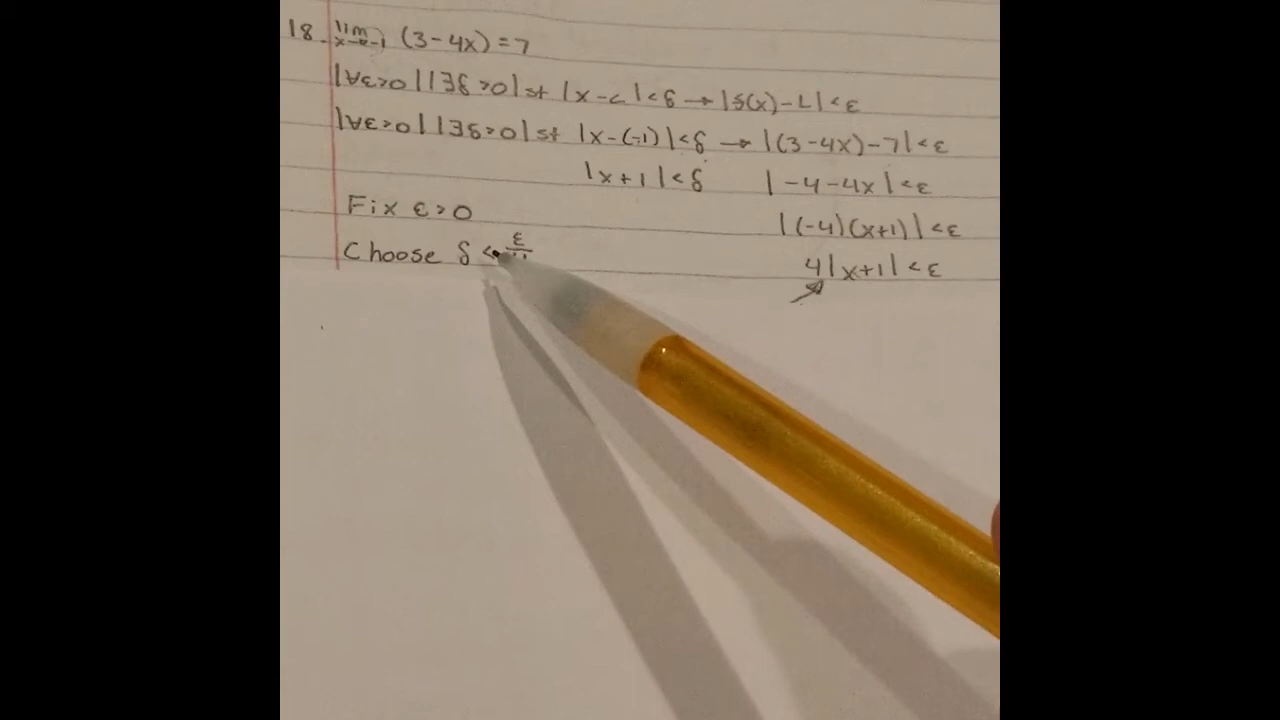 18. lim x→-1 (3-4x)=7
|∀ε>0||∃δ>0|st |x-c|<δ → |f(x)-L|<ε
|∀ε>0||∃δ>0|st |x-(-1)|<δ → |(3-4x)-7|<ε
|x+1|<δ |-4-4x|<ε
Fix ε>0 |(-4)(x+1)|<ε
Choose δ< ε 4|x+1|<ε